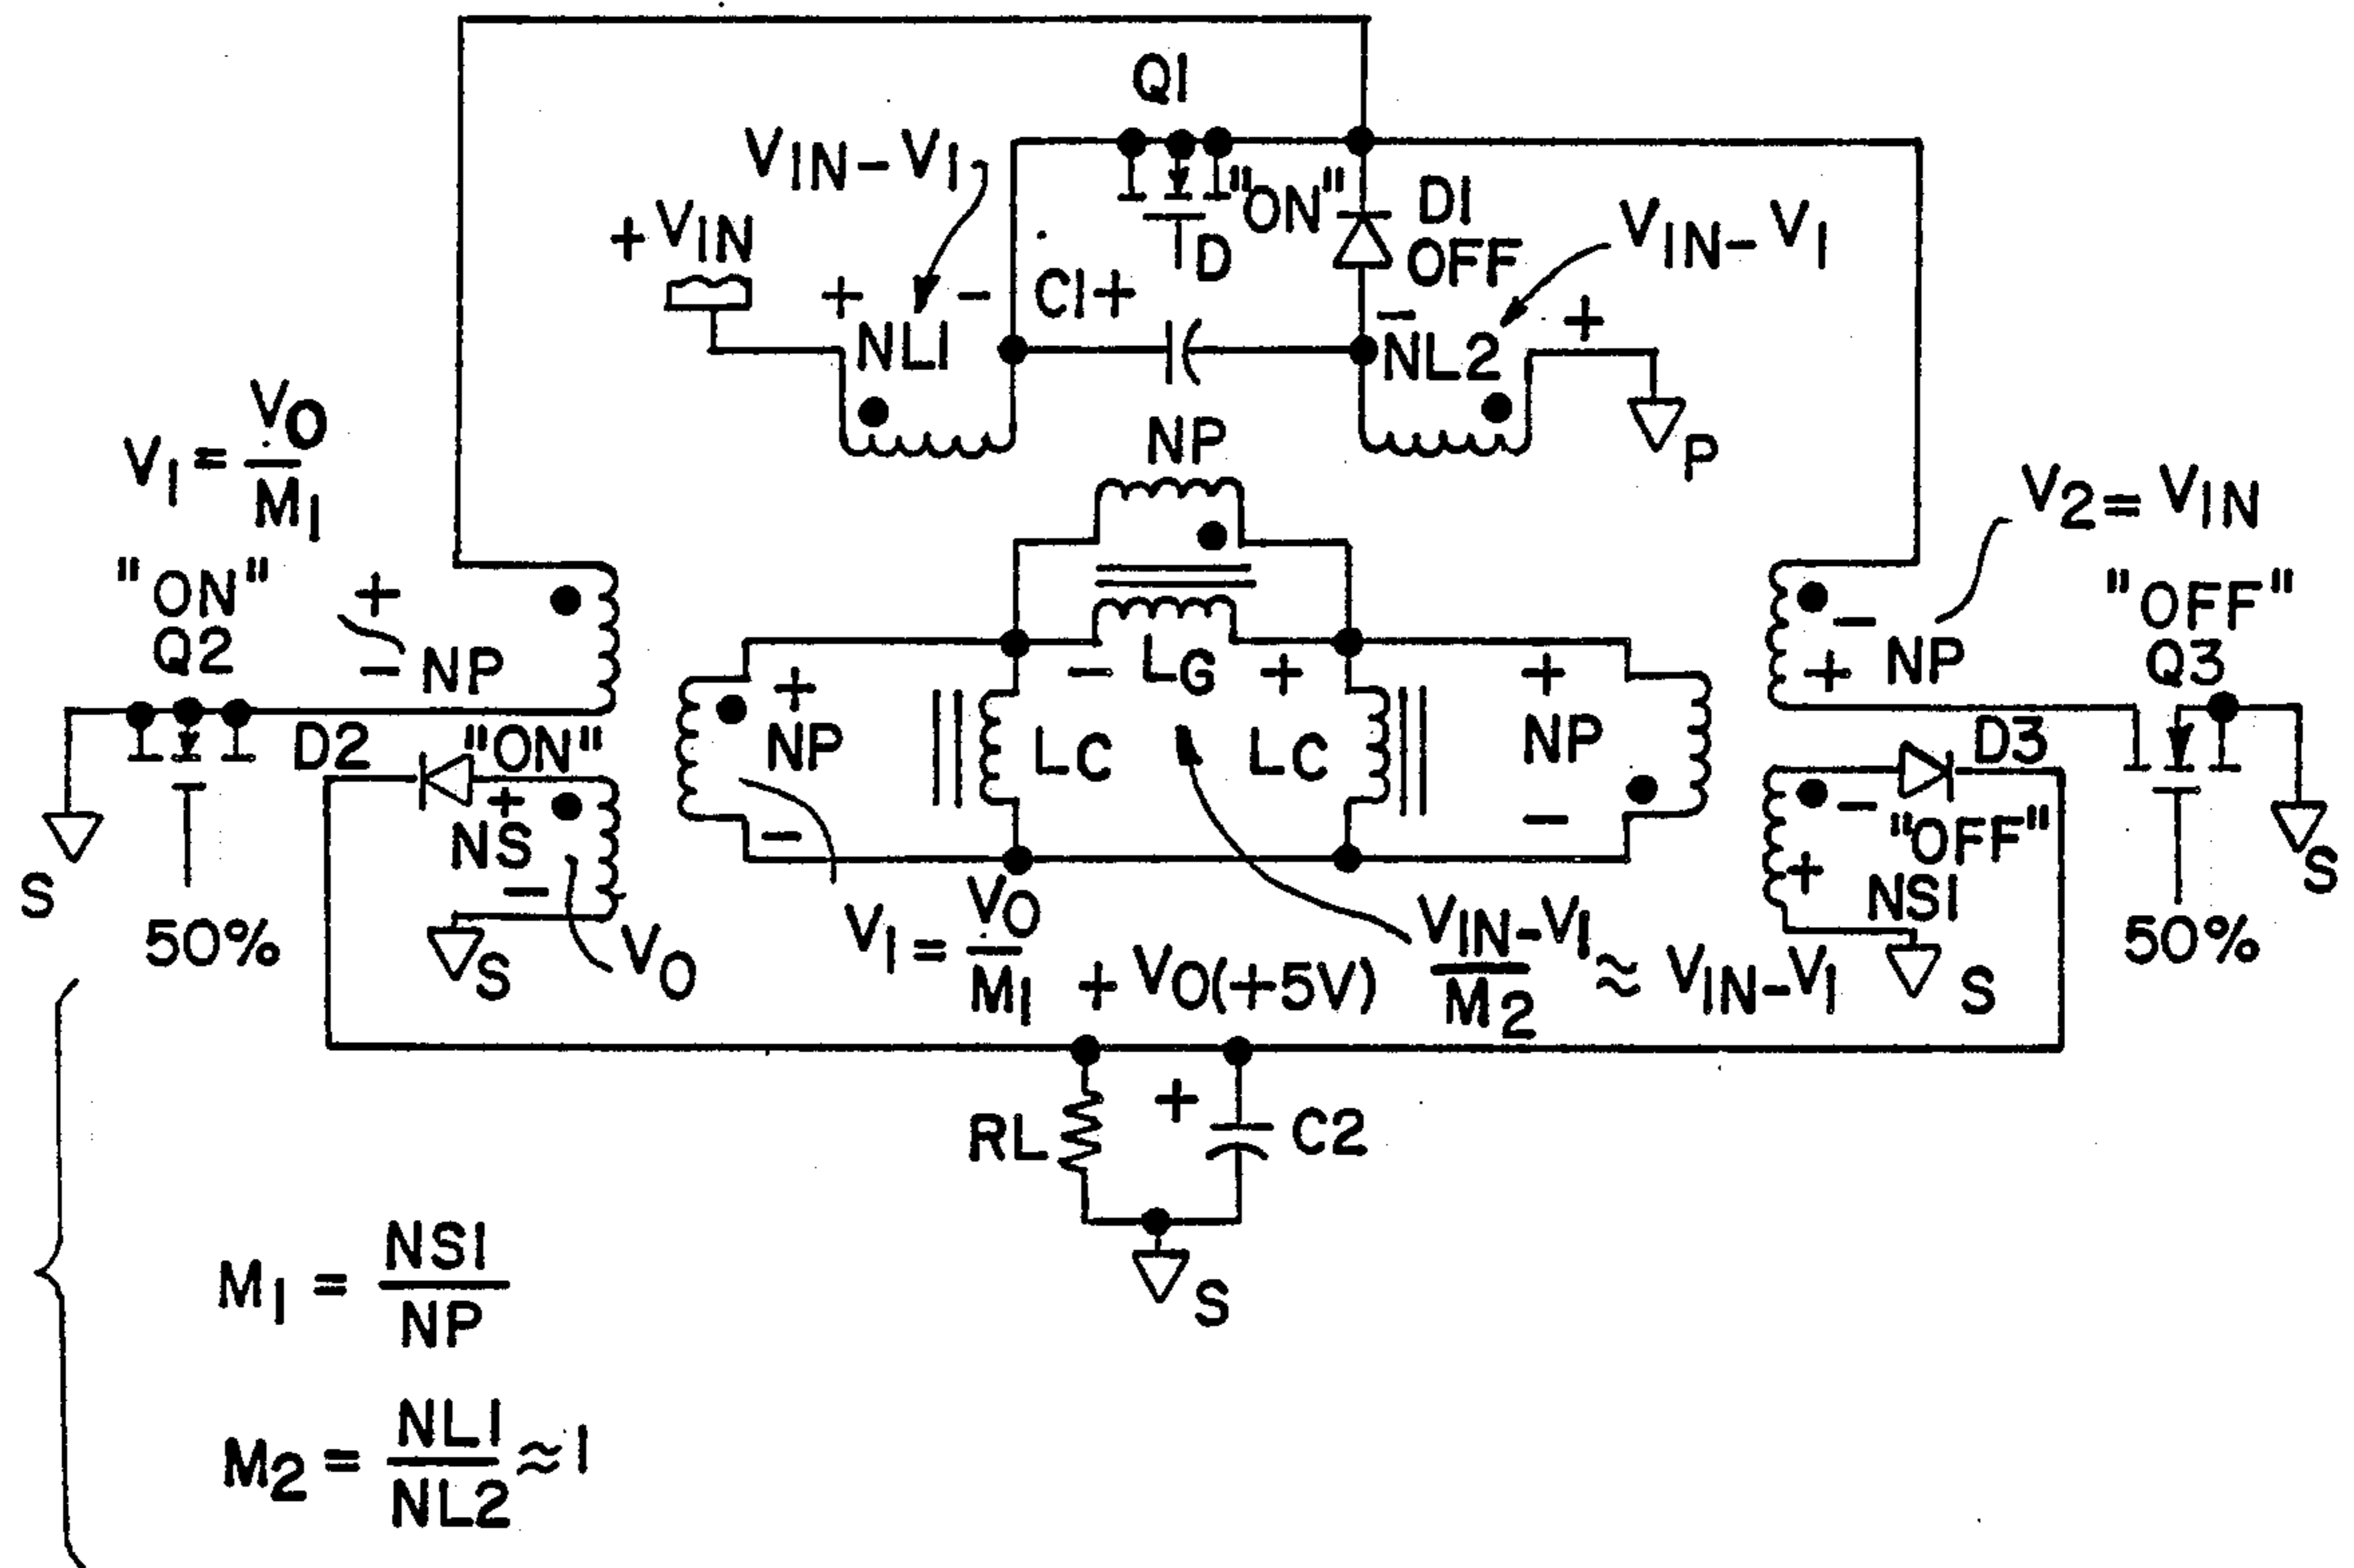 Q1
VIN-V1
"ON"
D1
OFF
VIN-V1
+VIN
D
+ - C1+
- +
NL1
NL2
NP
P
V1=VO/M1
V2=VIN
"ON"
Q2
+
- NP
"OFF"
Q3
-
+ NP
- LG +
+
NP
-
LC
LC
+
NP
-
D2
"ON"
+
NS
-
D3
-
"OFF"
+
NS1
S
S
50%
S
VO
V1=VO/M1
+VO(+5V)
VIN-V1/M2≈VIN-V1
S
50%
RL
+
C2
S
M1=NS1/NP
M2=NL1/NL2≈1